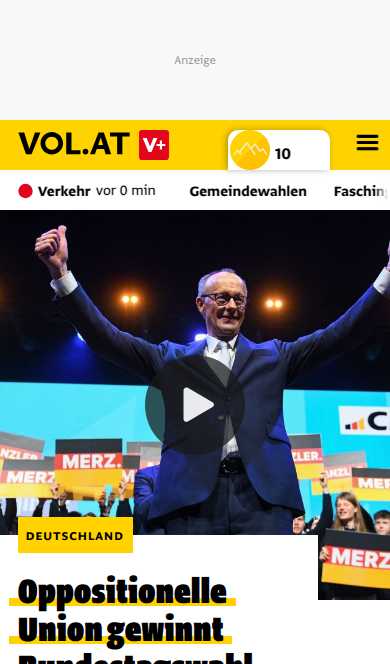 Anzeige
VOL.AT V+
10
Verkehr vor 0 min Gemeindewahlen Faschin
C
NZLER.
MERZ.
MERZ
MERZ.
MERZ
DEUTSCHLAND
Oppositionelle
Union gewinnt
Bundestagswahl